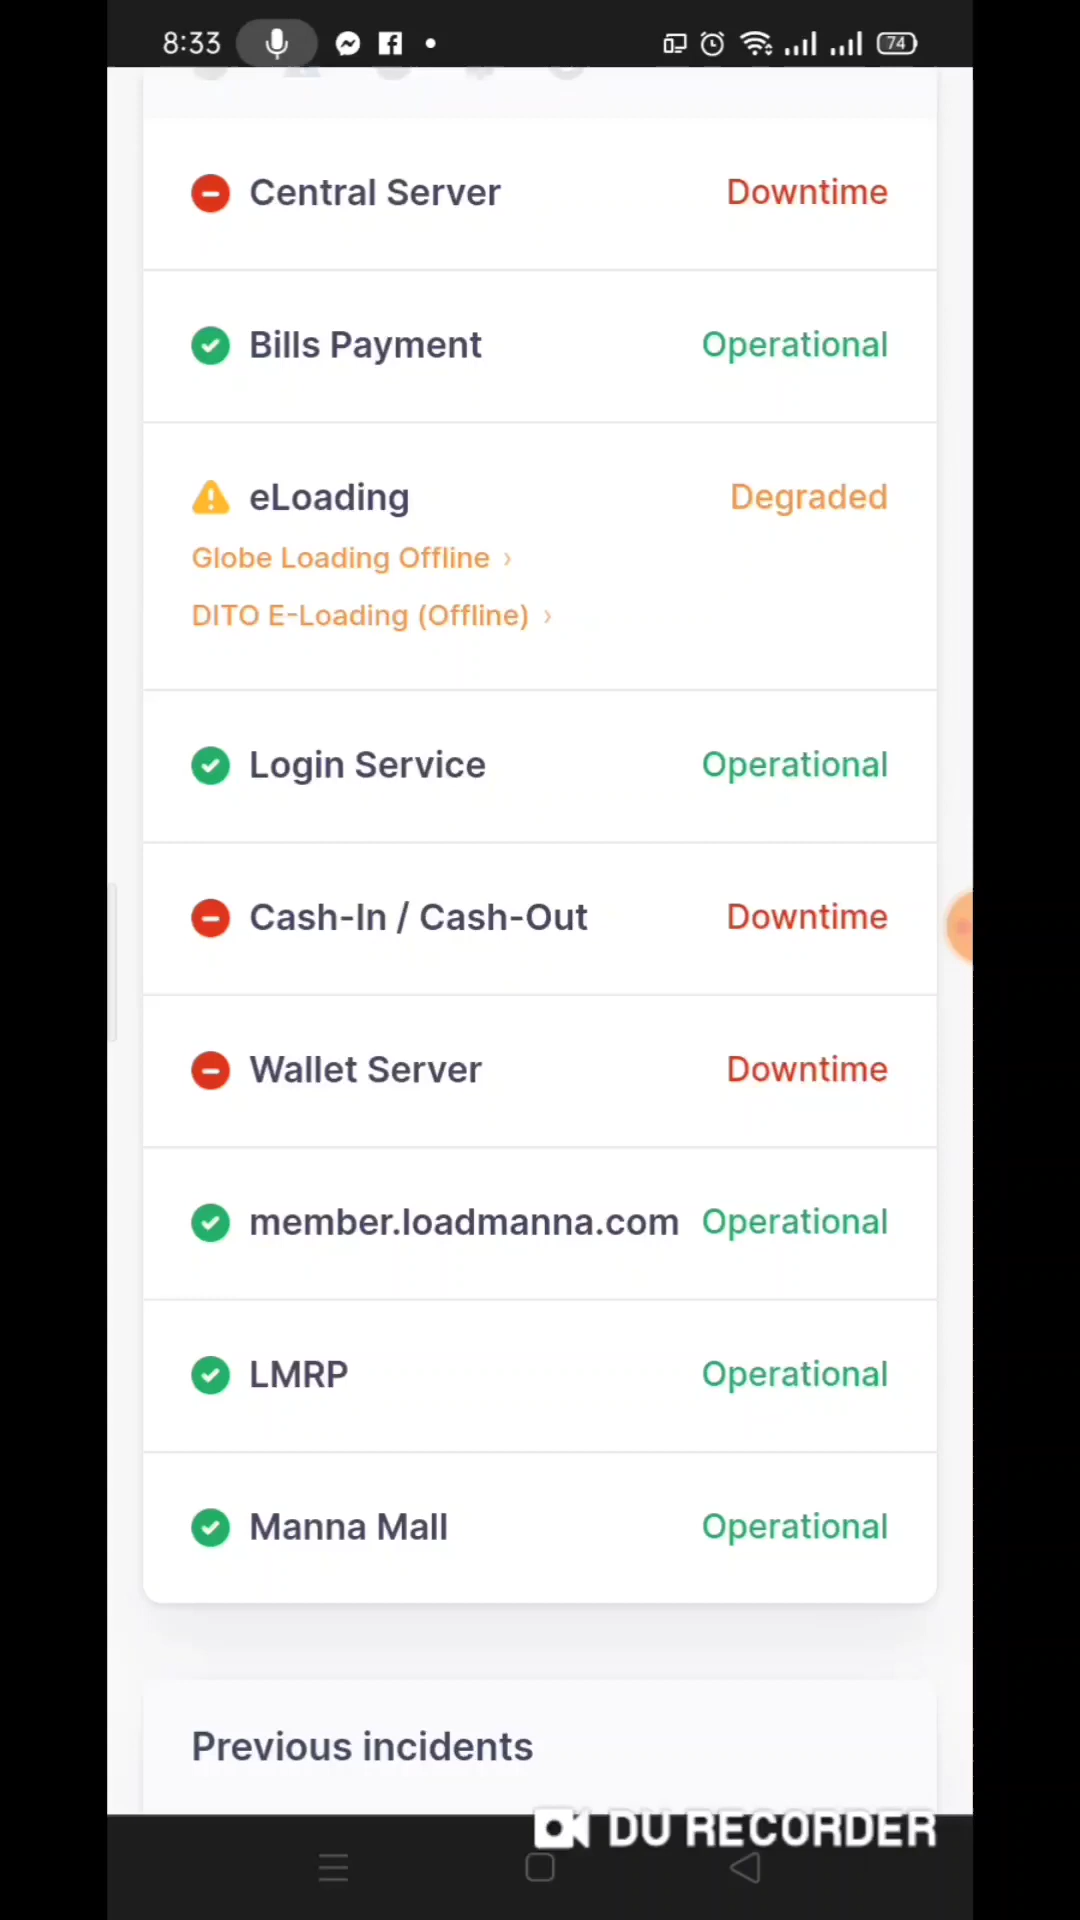 8:33
74
Central Server Downtime
Bills Payment Operational
eLoading Degraded
Globe Loading Offline ›
DITO E-Loading (Offline) ›
Login Service Operational
Cash-In / Cash-Out Downtime
Wallet Server Downtime
member.loadmanna.com Operational
LMRP Operational
Manna Mall Operational
Previous incidents
DU RECORDER